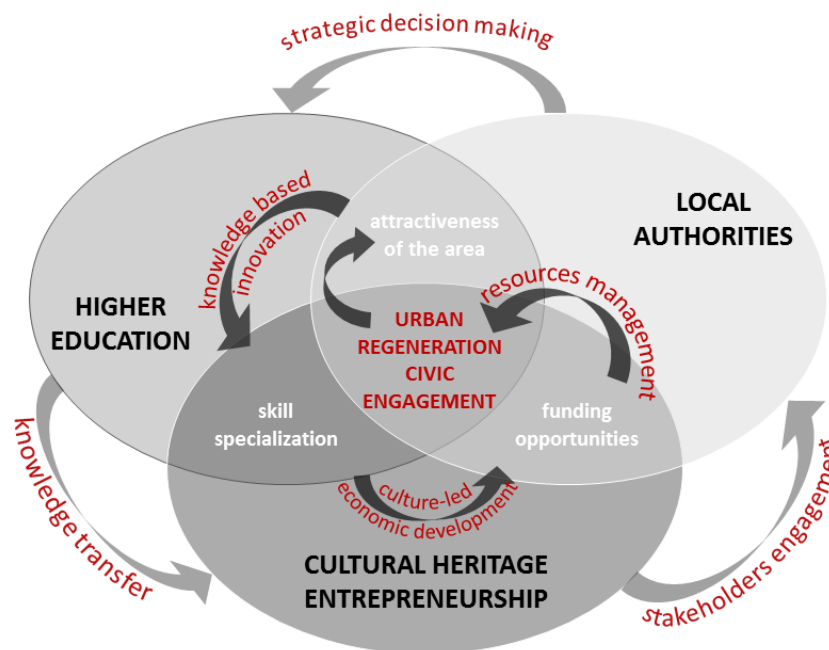 strategic decision making
knowledge based
innovation
attractiveness
of the area
LOCAL
AUTHORITIES
resources management
HIGHER
EDUCATION
URBAN
REGENERATION
CIVIC
ENGAGEMENT
skill
specialization
funding
opportunities
knowledge transfer
culture-led
economic development
stakeholders engagement
CULTURAL HERITAGE
ENTREPRENEURSHIP